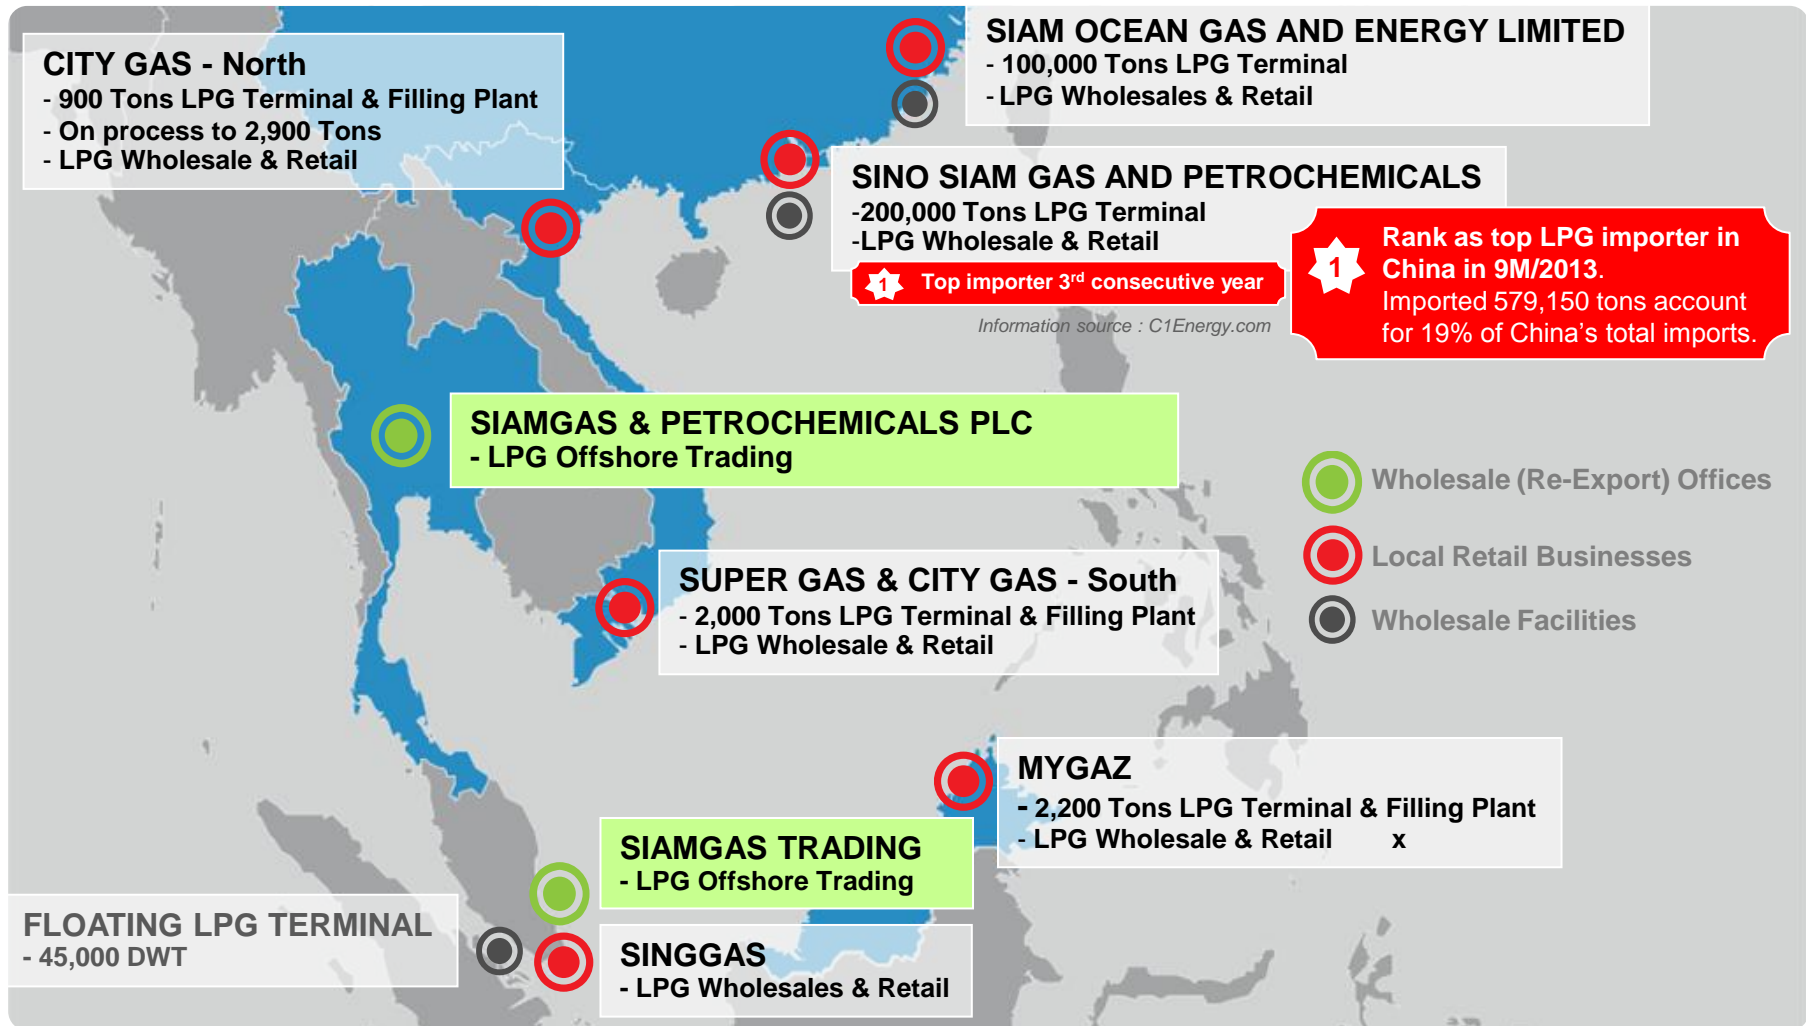 CITY GAS - North
- 900 Tons LPG Terminal & Filling Plant
- On process to 2,900 Tons
- LPG Wholesale & Retail
SIAM OCEAN GAS AND ENERGY LIMITED
- 100,000 Tons LPG Terminal
- LPG Wholesales & Retail
SINO SIAM GAS AND PETROCHEMICALS
-200,000 Tons LPG Terminal
-LPG Wholesale & Retail
1 Top importer 3rd consecutive year
Information source : C1Energy.com
1
Rank as top LPG importer in
China in 9M/2013.
Imported 579,150 tons account
for 19% of China’s total imports.
SIAMGAS & PETROCHEMICALS PLC
- LPG Offshore Trading
Wholesale (Re-Export) Offices
Local Retail Businesses
Wholesale Facilities
SUPER GAS & CITY GAS - South
- 2,000 Tons LPG Terminal & Filling Plant
- LPG Wholesale & Retail
MYGAZ
- 2,200 Tons LPG Terminal & Filling Plant
- LPG Wholesale & Retail x
SIAMGAS TRADING
- LPG Offshore Trading
FLOATING LPG TERMINAL
- 45,000 DWT
SINGGAS
- LPG Wholesales & Retail